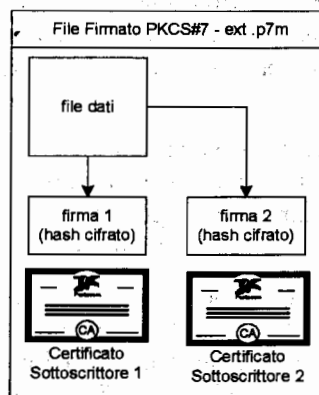 File Firmato PKCS#7 - ext .p7m
file dati
firma 1
(hash cifrato)
firma 2
(hash cifrato)
CA
CA
Certificato
Sottoscrittore 1
Certificato
Sottoscrittore 2